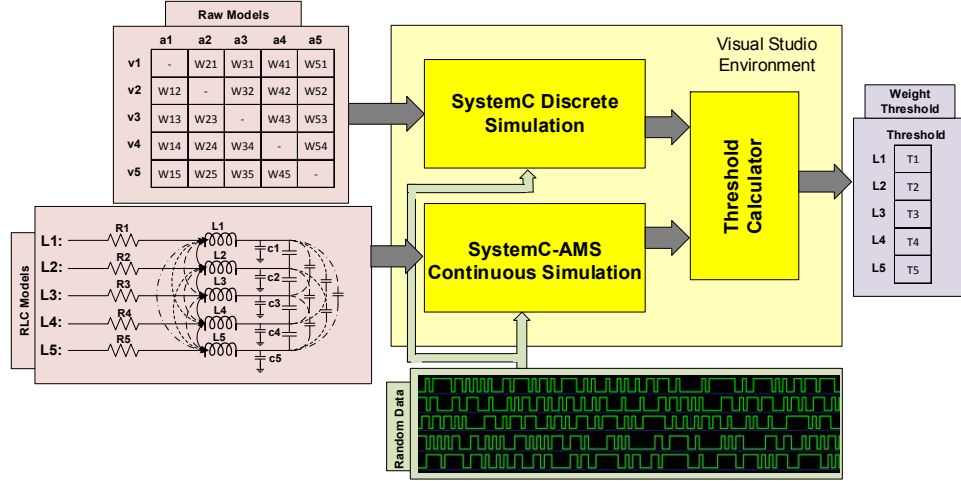 Raw Models
a1 a2 a3 a4 a5
v1 - W21 W31 W41 W51
v2 W12 - W32 W42 W52
v3 W13 W23 - W43 W53
v4 W14 W24 W34 - W54
v5 W15 W25 W35 W45 -
RLC Models
L1: R1 L1 c1
L2: R2 L2 c2
L3: R3 L3 c3
L4: R4 L4 c4
L5: R5 L5 c5
Visual Studio
Environment
SystemC Discrete
Simulation
SystemC-AMS
Continuous Simulation
Threshold
Calculator
Random Data
Weight
Threshold
Threshold
L1 T1
L2 T2
L3 T3
L4 T4
L5 T5